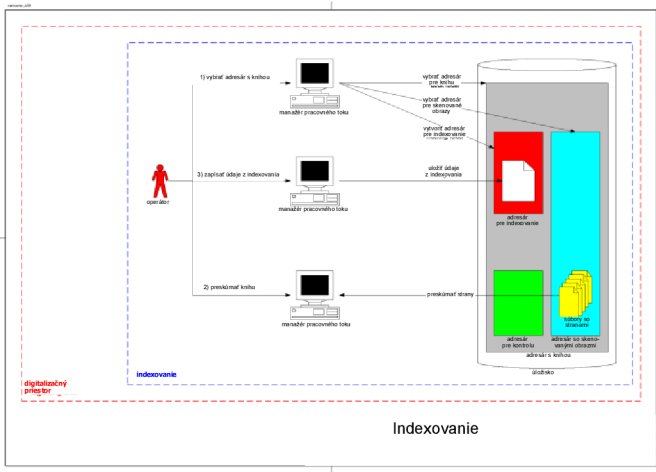 1) vybrať adresár s knihou
manažér pracovného toku
vybrať adresár
pre knihu
vybrať adresár
pre skenované
obrazy
vytvoriť adresár
pre indexovanie
operátor
3) zapísať údaje z indexovania
manažér pracovného toku
uložiť údaje
z indexovania
adresár
pre indexovanie
2) preskúmať knihu
manažér pracovného toku
preskúmať strany
súbory so
stranami
adresár
pre kontrolu
adresár so skeno-
vanými obrazmi
adresár s knihou
úložisko
indexovanie
digitalizačný
priestor
Indexovanie